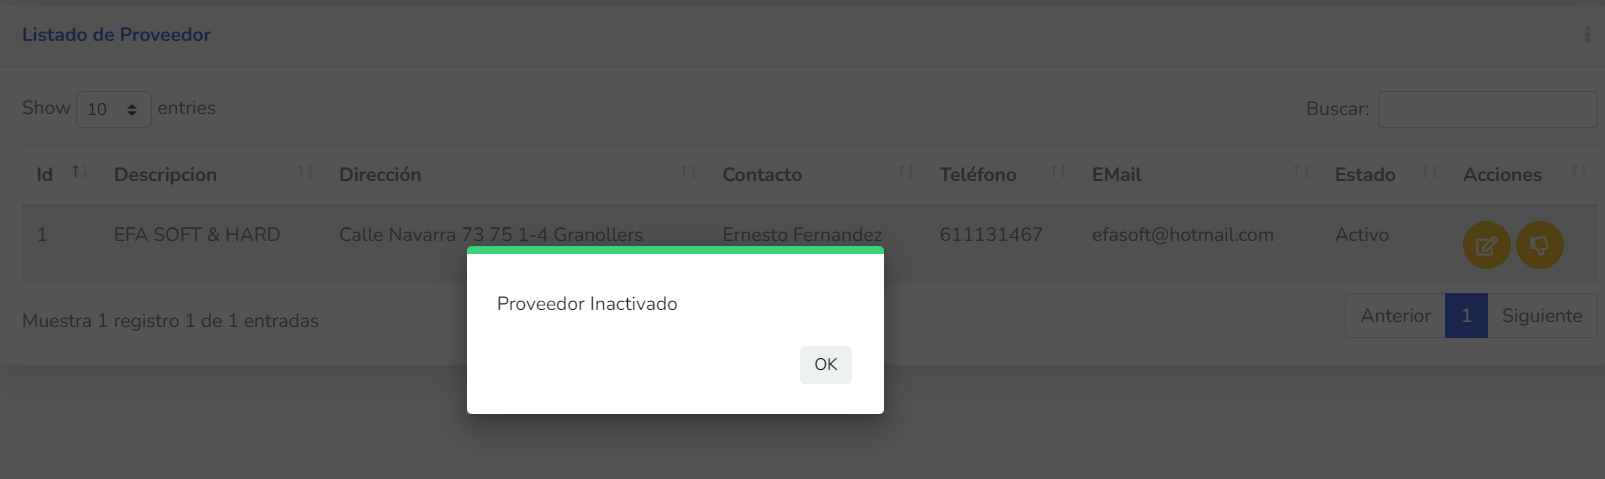 Listado de Proveedor
Show 10 entries
Buscar:
Id Descripcion Dirección Contacto Teléfono EMail Estado Acciones
1 EFA SOFT & HARD Calle Navarra 73 75 1-4 Granollers Ernesto Fernandez 611131467 efasoft@hotmail.com Activo
Proveedor Inactivado
OK
Muestra 1 registro 1 de 1 entradas
Anterior 1 Siguiente